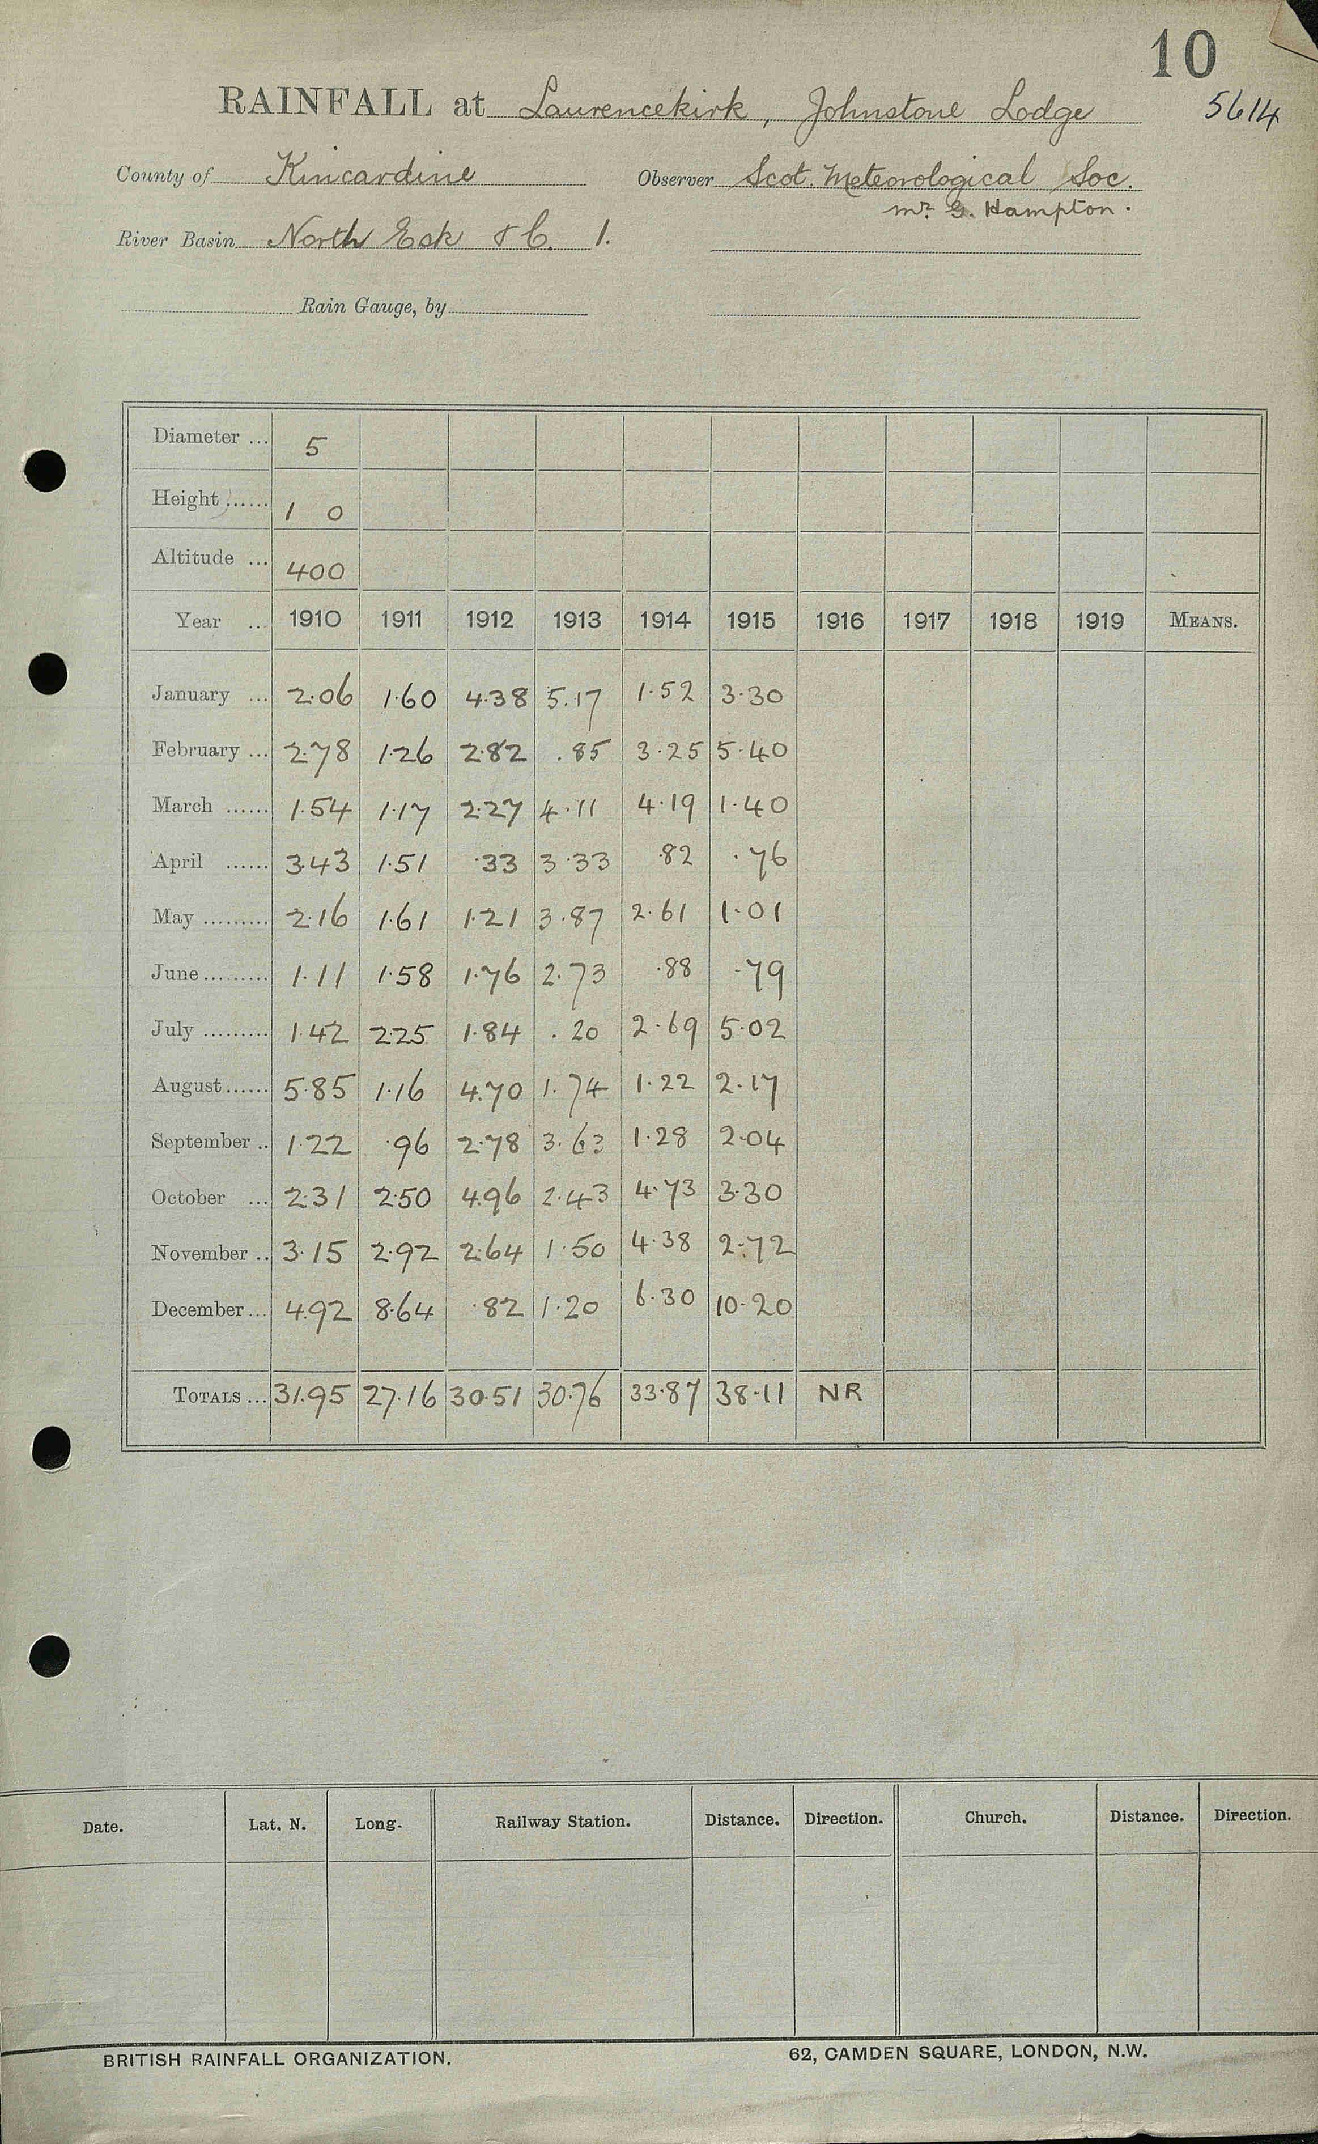 10
RAINFALL at Laurencekirk, Johnstone Lodge 5614
County of Kincardine Observer Scot. Meteorological Soc.
Mr. G. Hampton.
River Basin North Esk &c. 1.
Rain Gauge, by
Diameter ... 5
Height ...... 1 0
Altitude ... 400
Year ... 1910 1911 1912 1913 1914 1915 1916 1917 1918 1919 MEANS.
January ... 2.06 1.60 4.38 5.17 1.52 3.30
February ... 2.78 1.26 2.82 .85 3.25 5.40
March ...... 1.54 1.17 2.27 4.11 4.19 1.40
April ...... 3.43 1.51 .33 3.33 .82 .76
May ......... 2.16 1.61 1.21 3.87 2.61 1.01
June ......... 1.11 1.58 1.76 2.73 .88 .79
July ......... 1.42 2.25 1.84 .20 2.69 5.02
August ...... 5.85 1.16 4.70 1.74 1.22 2.17
September .. 1.22 .96 2.78 3.63 1.28 2.04
October ... 2.31 2.50 4.96 2.43 4.73 3.30
November .. 3.15 2.92 2.64 1.50 4.38 2.72
December ... 4.92 8.64 .82 1.20 6.30 10.20
TOTALS ... 31.95 27.16 30.51 30.76 33.87 38.11 NR
Date. Lat. N. Long. Railway Station. Distance. Direction. Church. Distance. Direction.
BRITISH RAINFALL ORGANIZATION. 62, CAMDEN SQUARE, LONDON, N.W.